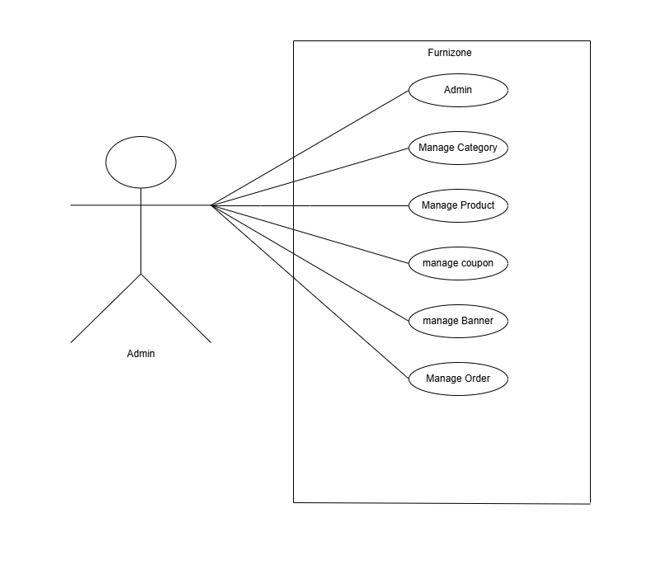 Furnizone
Admin
Manage Category
Manage Product
manage coupon
manage Banner
Manage Order
Admin